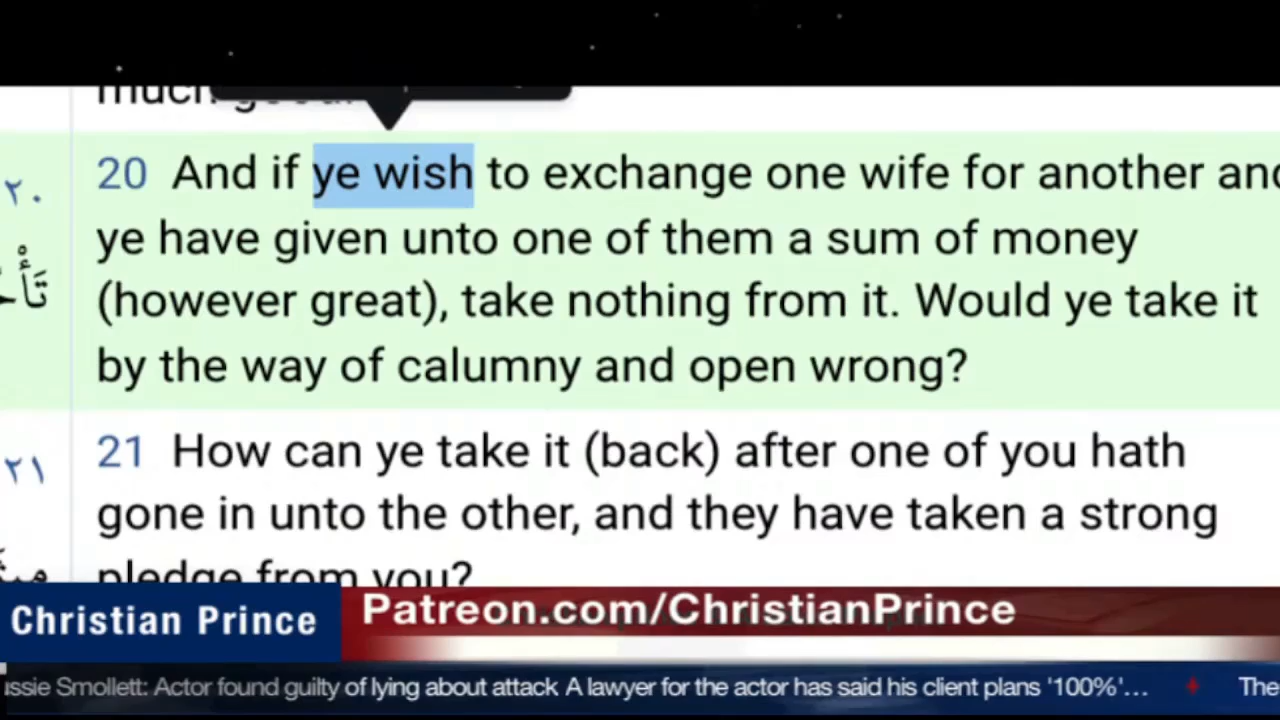 20 And if ye wish to exchange one wife for another and
ye have given unto one of them a sum of money
(however great), take nothing from it. Would ye take it
by the way of calumny and open wrong?
21 How can ye take it (back) after one of you hath
gone in unto the other, and they have taken a strong
pledge from you?
٢٠
٢١
Christian Prince
Patreon.com/ChristianPrince
ussie Smollett: Actor found guilty of lying about attack A lawyer for the actor has said his client plans '100%'... The